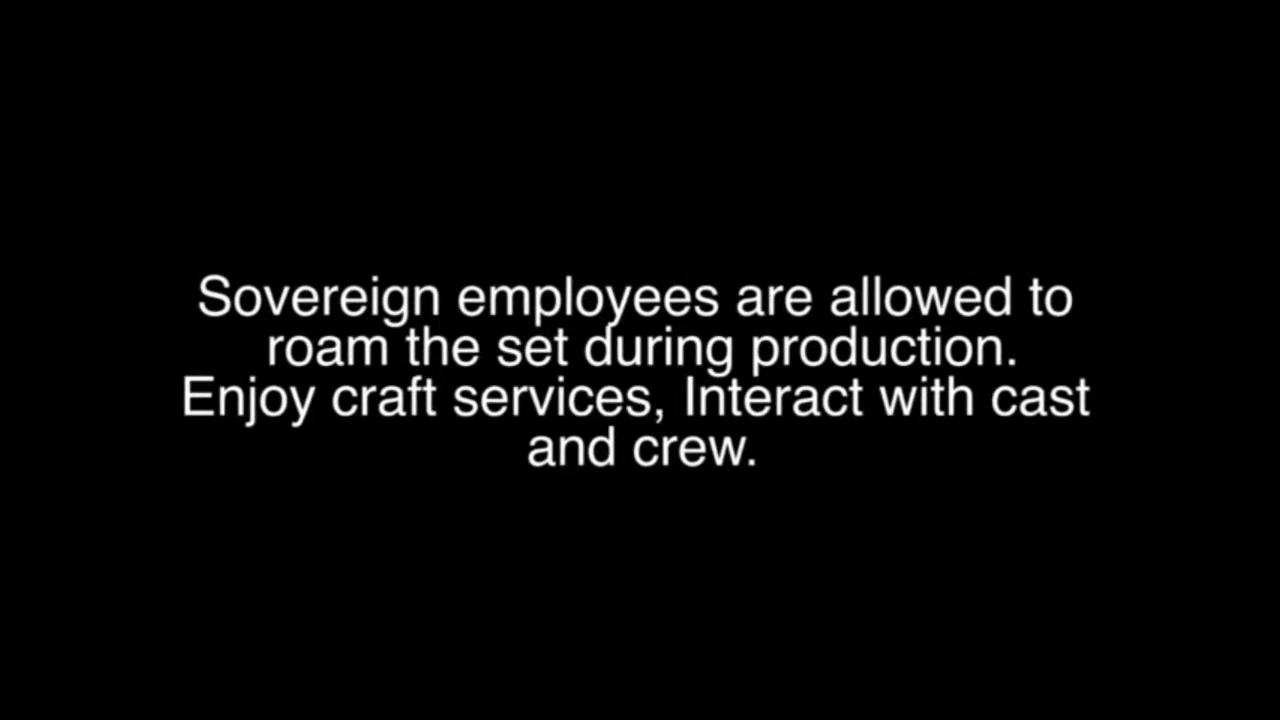 Sovereign employees are allowed to
roam the set during production.
Enjoy craft services, Interact with cast
and crew.